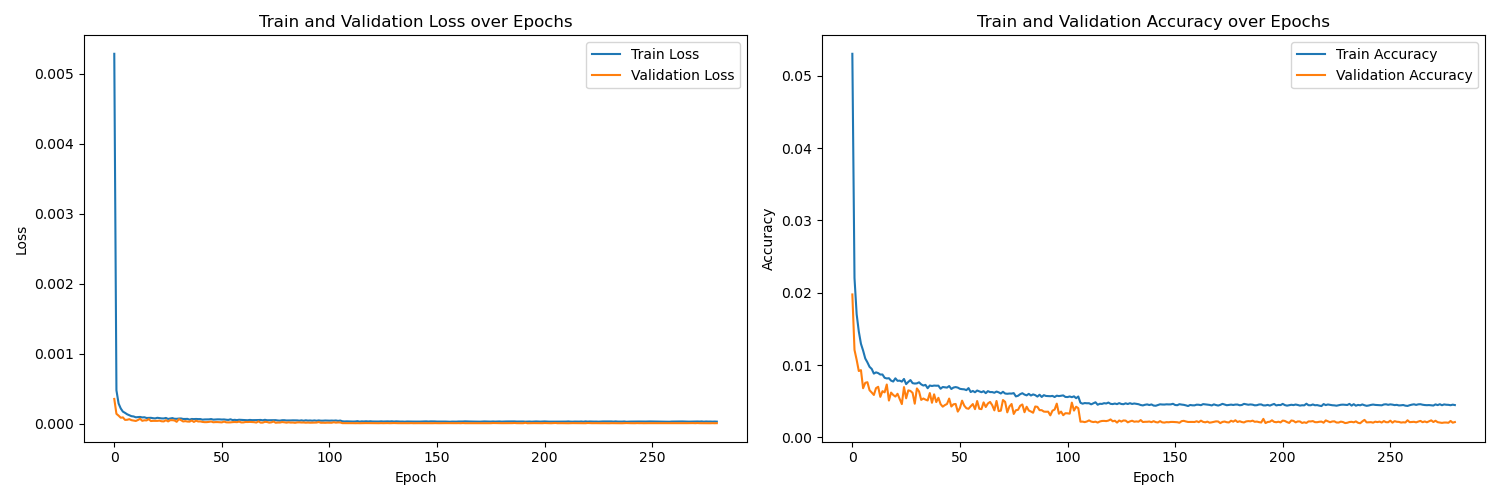 Train and Validation Loss over Epochs
Train Loss
Validation Loss
0.005
0.004
0.003
0.002
0.001
0.000
Loss
0
50
100
150
200
250
Epoch
Train and Validation Accuracy over Epochs
Train Accuracy
Validation Accuracy
0.05
0.04
0.03
0.02
0.01
0.00
Accuracy
0
50
100
150
200
250
Epoch